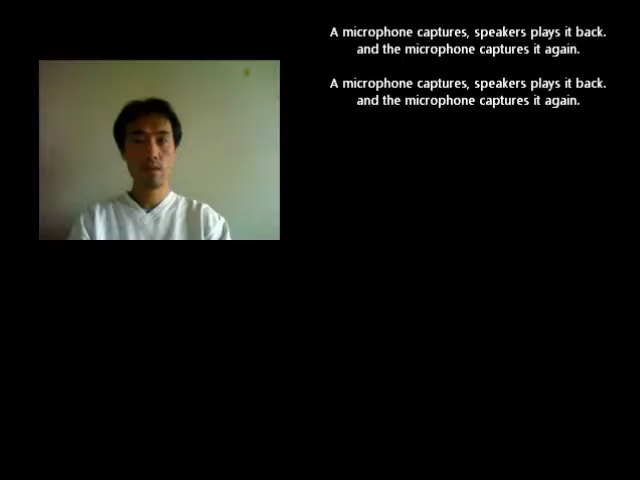 A microphone captures, speakers plays it back.
and the microphone captures it again.
A microphone captures, speakers plays it back.
and the microphone captures it again.